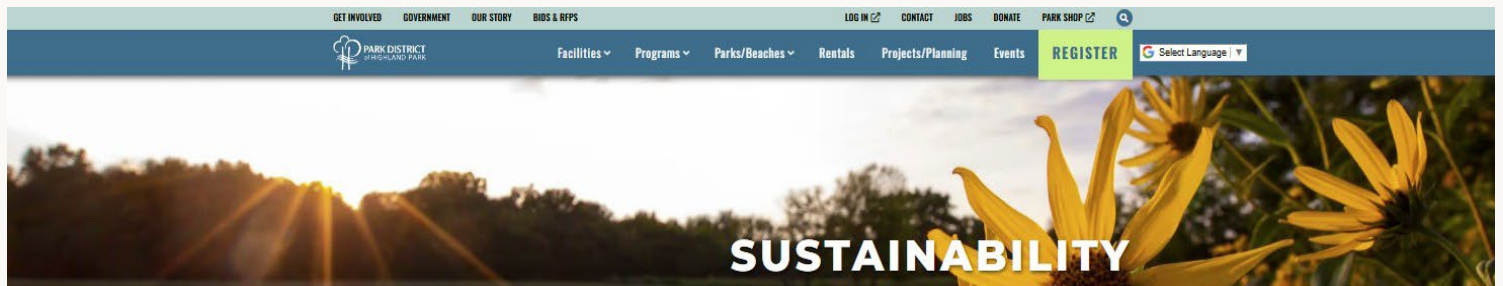 GET INVOLVED GOVERNMENT OUR STORY BIDS & RFPS LOG IN CONTACT JOBS DONATE PARK SHOP
PARK DISTRICT
OF HIGHLAND PARK
Facilities Programs Parks/Beaches Rentals Projects/Planning Events REGISTER G Select Language ▼
SUSTAINABILITY